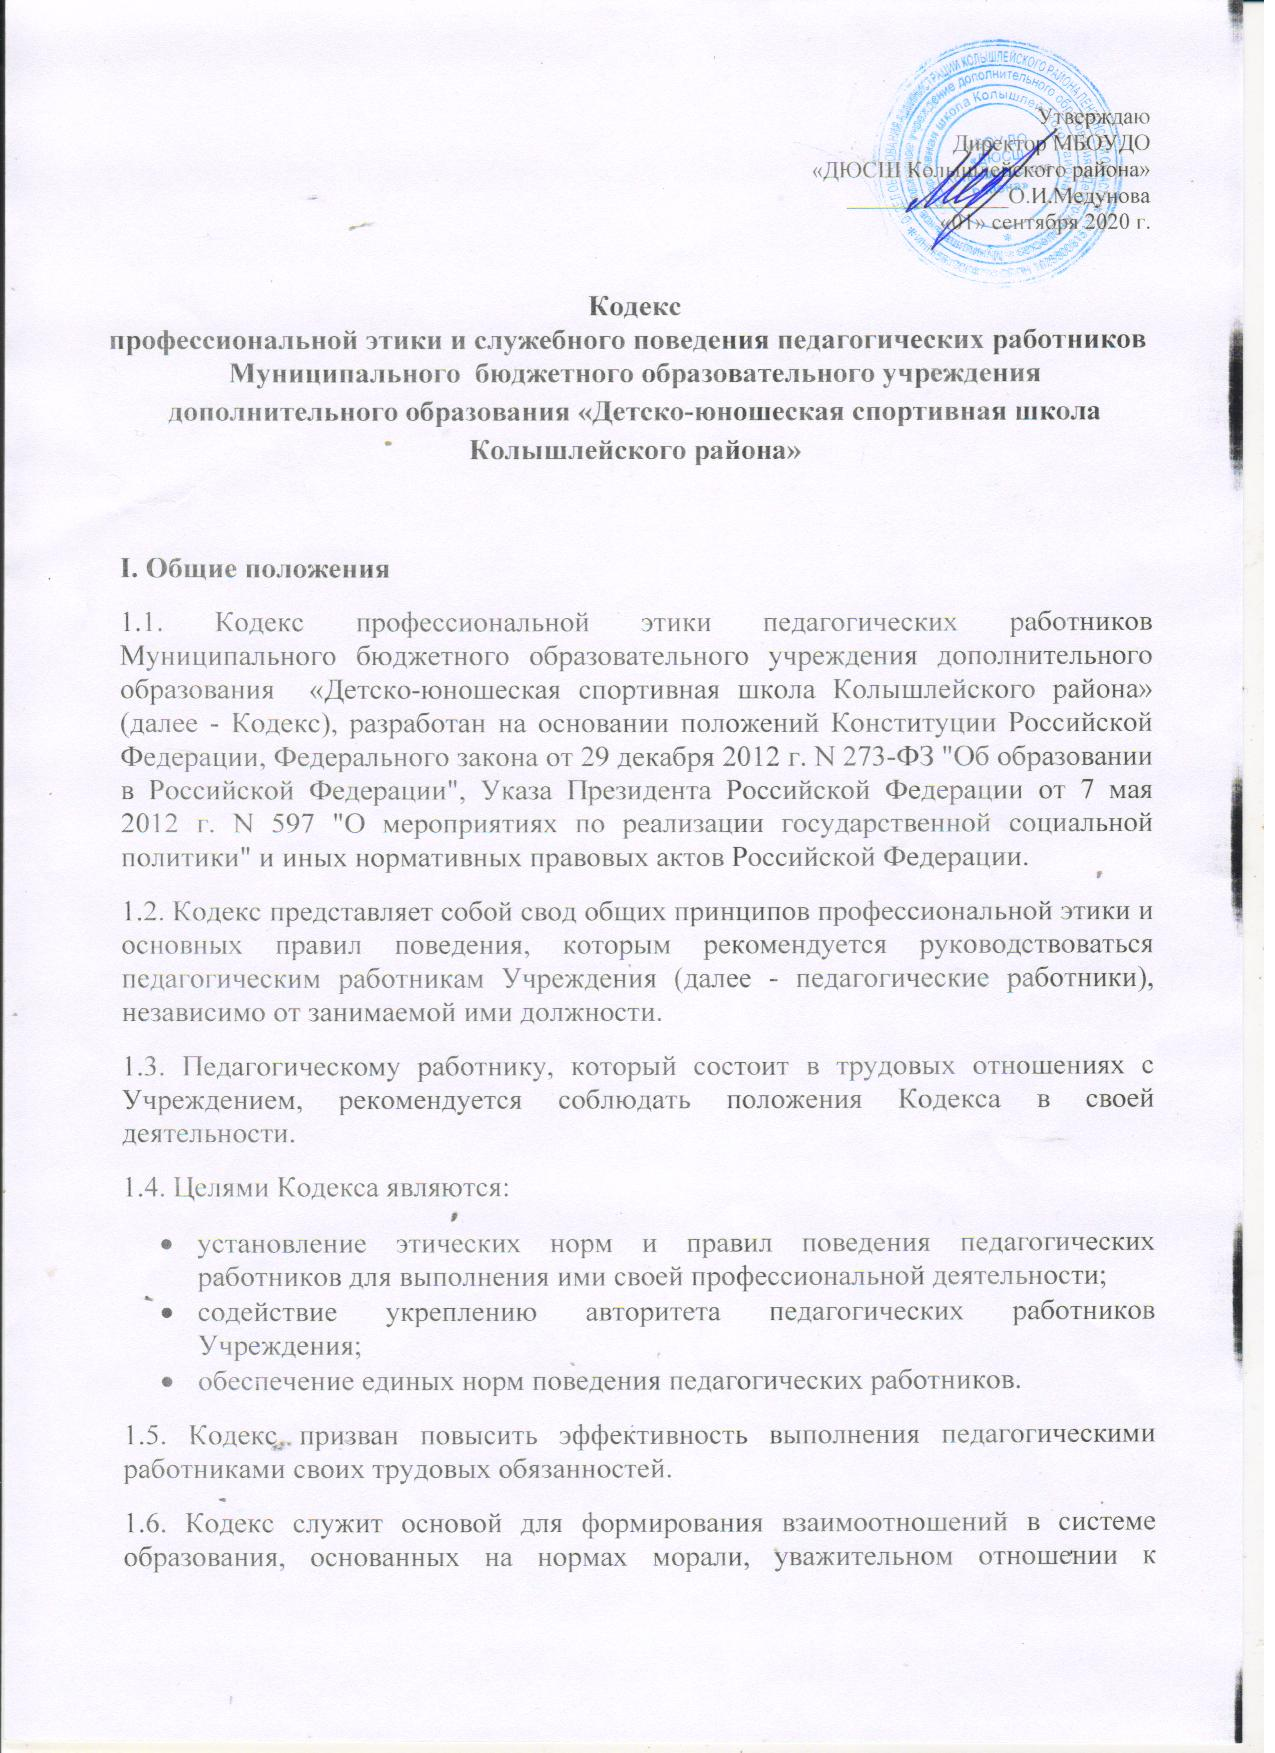 Утверждаю
Директор МБОУДО
«ДЮСШ Колышлейского района»
О.И.Медунова
«01» сентября 2020 г.
Кодекс
профессиональной этики и служебного поведения педагогических работников
Муниципального бюджетного образовательного учреждения
дополнительного образования «Детско-юношеская спортивная школа
Колышлейского района»
I. Общие положения
1.1. Кодекс профессиональной этики педагогических работников
Муниципального бюджетного образовательного учреждения дополнительного
образования «Детско-юношеская спортивная школа Колышлейского района»
(далее - Кодекс), разработан на основании положений Конституции Российской
Федерации, Федерального закона от 29 декабря 2012 г. N 273-ФЗ "Об образовании
в Российской Федерации", Указа Президента Российской Федерации от 7 мая
2012 г. N 597 "О мероприятиях по реализации государственной социальной
политики" и иных нормативных правовых актов Российской Федерации.
1.2. Кодекс представляет собой свод общих принципов профессиональной этики и
основных правил поведения, которым рекомендуется руководствоваться
педагогическим работникам Учреждения (далее - педагогические работники),
независимо от занимаемой ими должности.
1.3. Педагогическому работнику, который состоит в трудовых отношениях с
Учреждением, рекомендуется соблюдать положения Кодекса в своей
деятельности.
1.4. Целями Кодекса являются:
• установление этических норм и правил поведения педагогических
работников для выполнения ими своей профессиональной деятельности;
• содействие укреплению авторитета педагогических работников
Учреждения;
• обеспечение единых норм поведения педагогических работников.
1.5. Кодекс призван повысить эффективность выполнения педагогическими
работниками своих трудовых обязанностей.
1.6. Кодекс служит основой для формирования взаимоотношений в системе
образования, основанных на нормах морали, уважительном отношении к